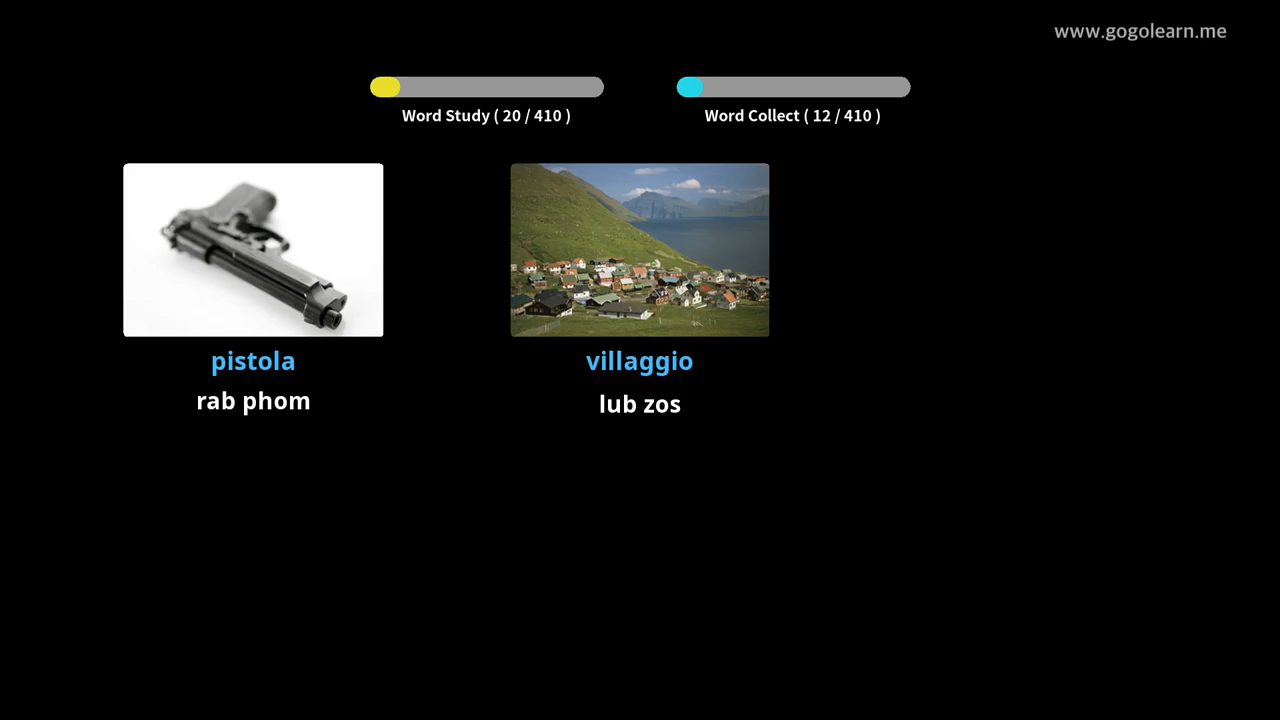 www.gogolearn.me
Word Study ( 20 / 410 )
Word Collect ( 12 / 410 )
pistola
rab phom
villaggio
lub zos